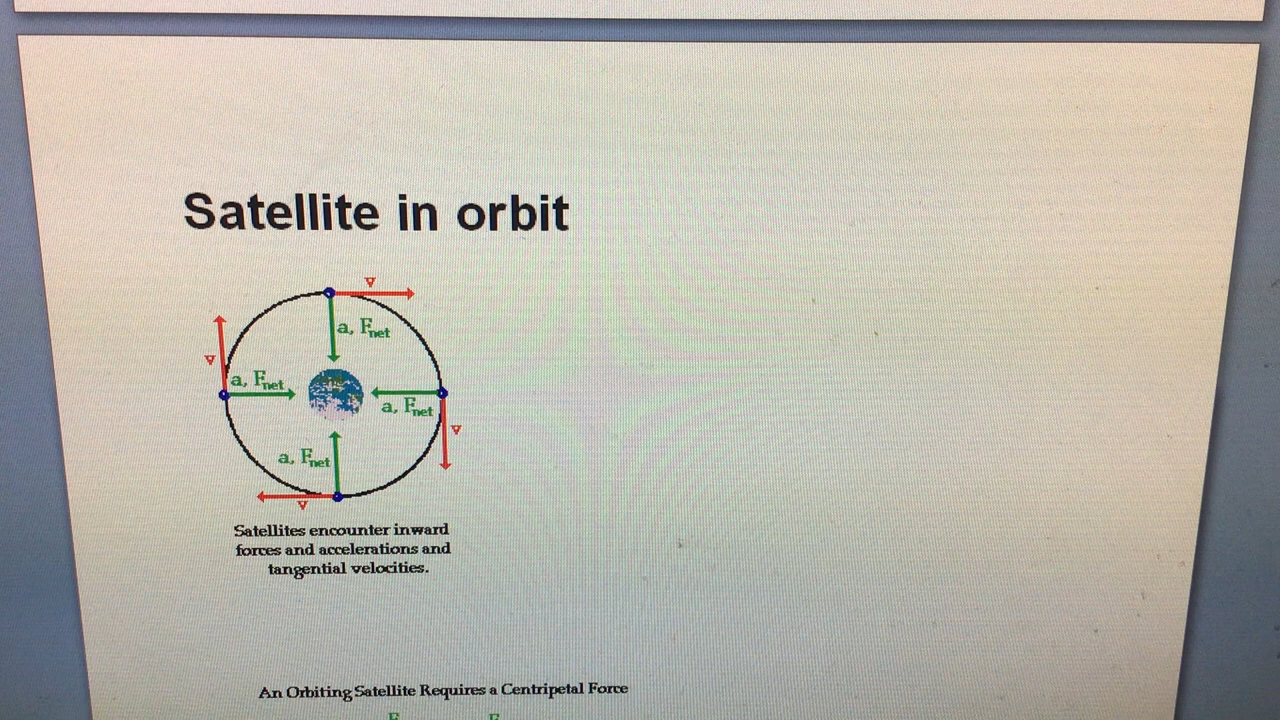 Satellite in orbit
v
a, Fnet
v
a, Fnet
a, Fnet
v
a, Fnet
v
Satellites encounter inward
forces and accelerations and
tangential velocities.
An Orbiting Satellite Requires a Centripetal Force